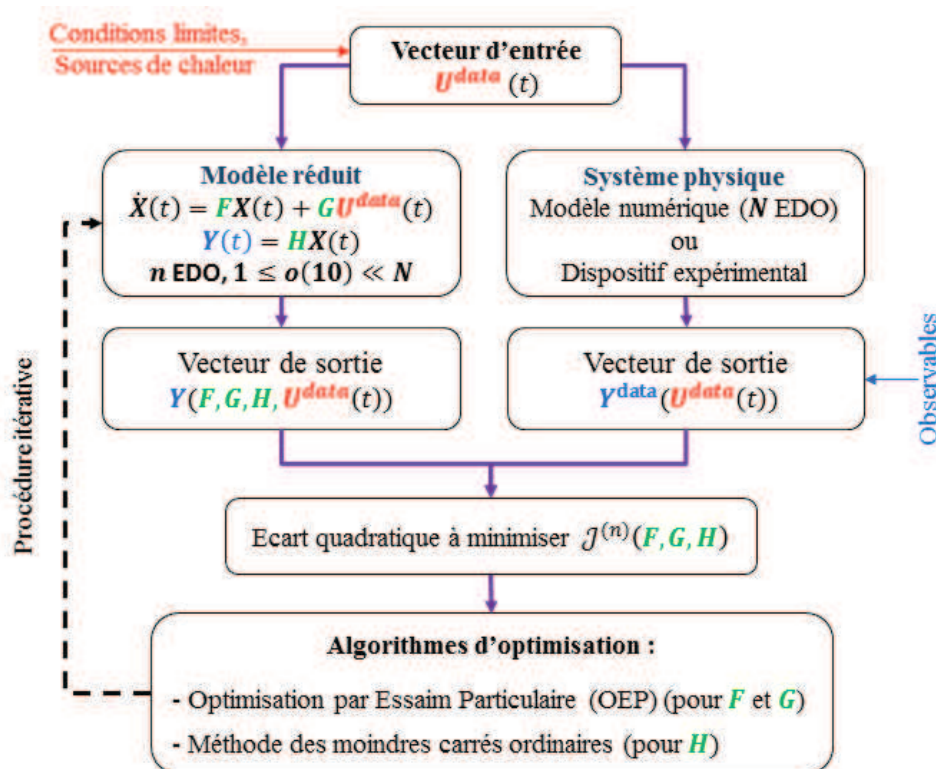 Conditions limites,
Sources de chaleur
Vecteur d'entrée
U^data (t)
Modèle réduit
Ẋ(t) = FX(t) + GU^data(t)
Y(t) = HX(t)
n EDO, 1 ≤ o(10) ≪ N
Système physique
Modèle numérique (N EDO)
ou
Dispositif expérimental
Vecteur de sortie
Y(F, G, H, U^data(t))
Vecteur de sortie
Y^data(U^data(t))
Observables
Procédure itérative
Ecart quadratique à minimiser 𝒥^(n)(F, G, H)
Algorithmes d'optimisation :
- Optimisation par Essaim Particulaire (OEP) (pour F et G)
- Méthode des moindres carrés ordinaires (pour H)